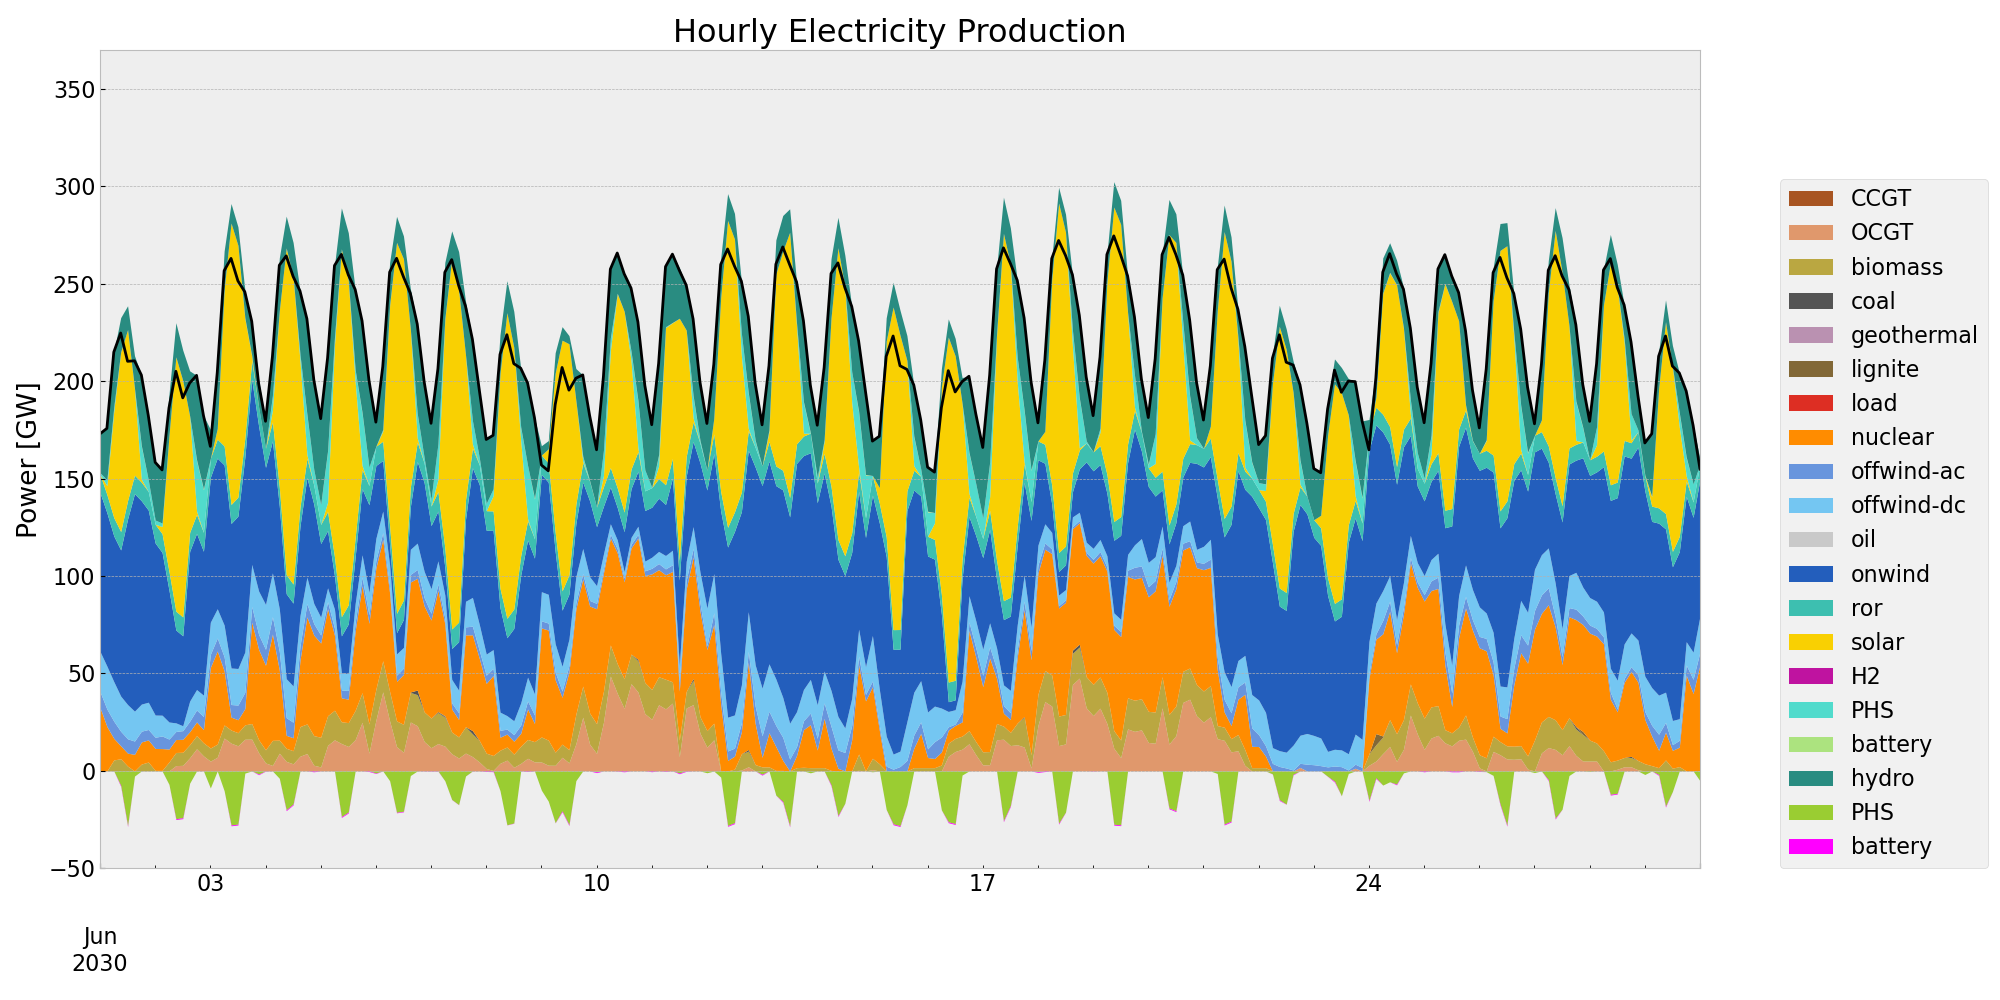 Hourly Electricity Production
Power [GW]
350
300
250
200
150
100
50
0
−50
03
10
17
24
Jun
2030
CCGT
OCGT
biomass
coal
geothermal
lignite
load
nuclear
offwind-ac
offwind-dc
oil
onwind
ror
solar
H2
PHS
battery
hydro
PHS
battery